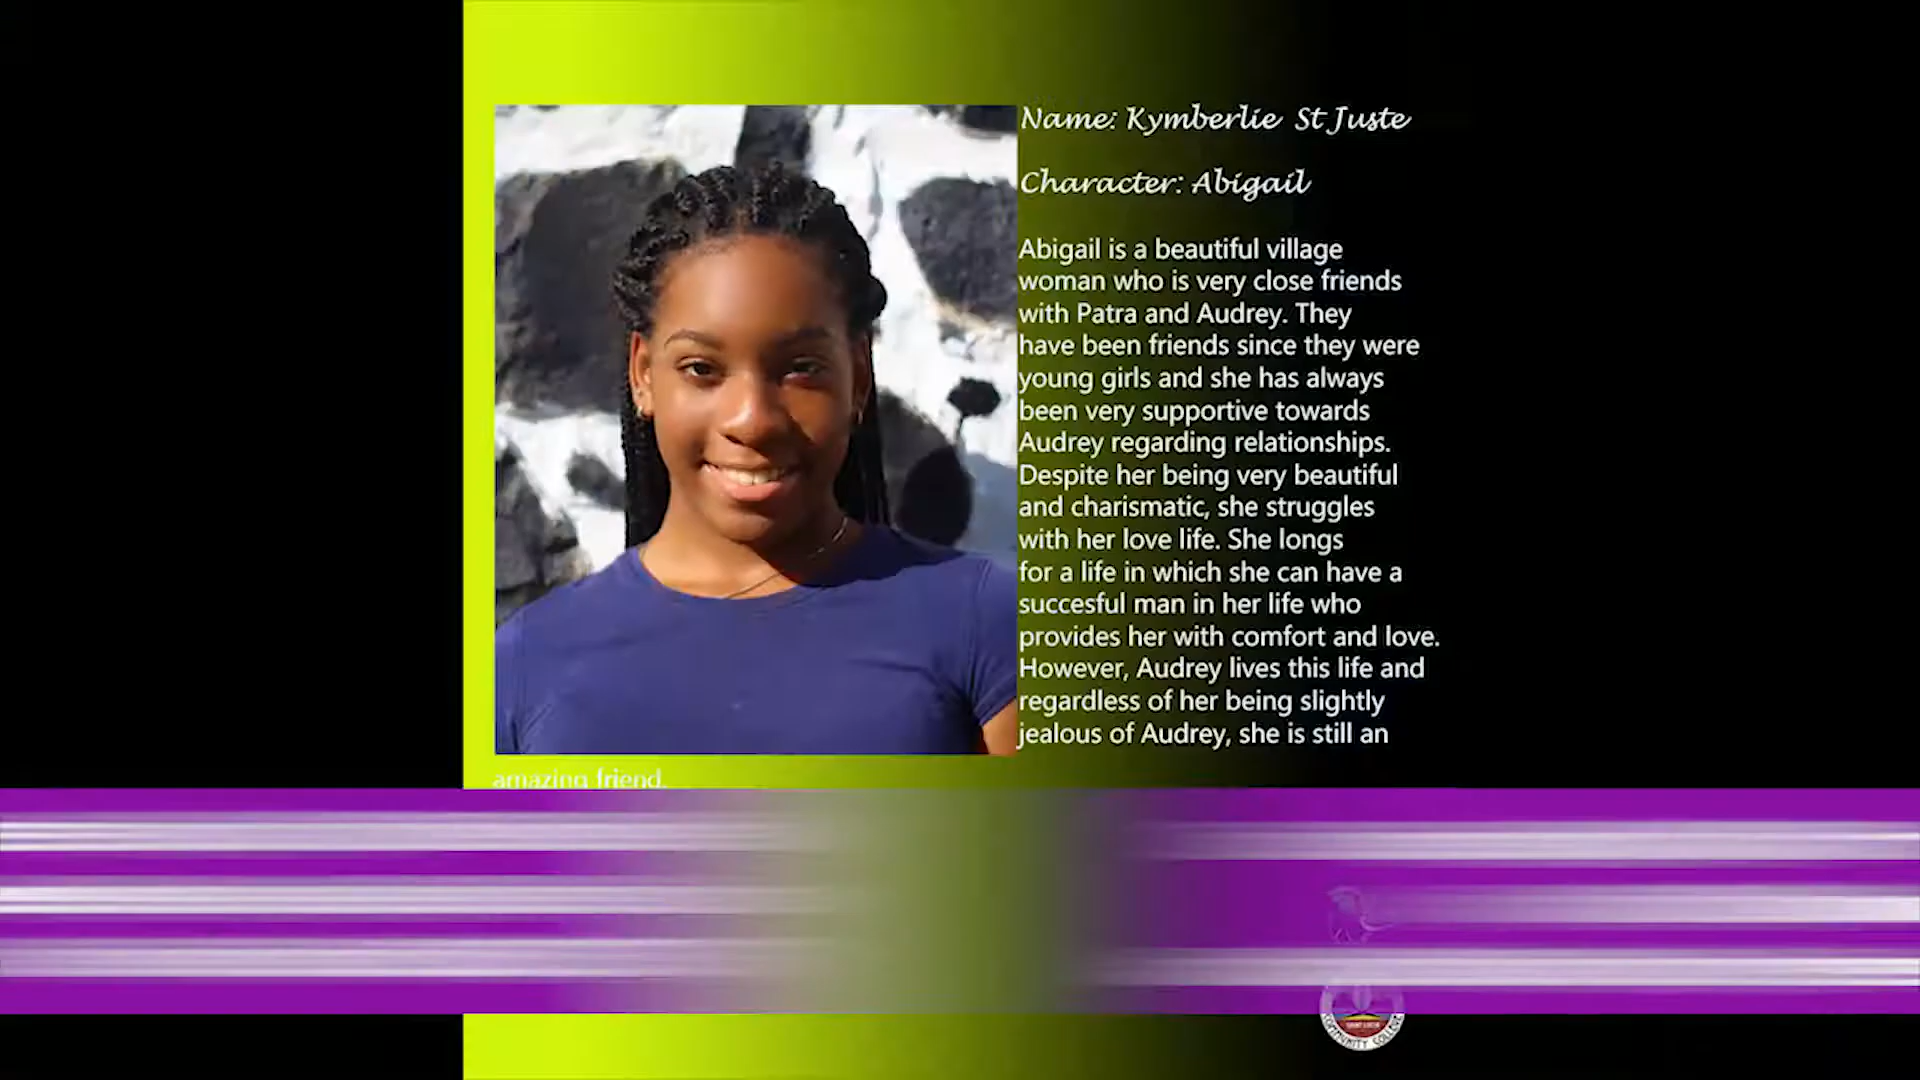 Name: Kymberlie St Juste
Character: Abigail
Abigail is a beautiful village
woman who is very close friends
with Patra and Audrey. They
have been friends since they were
young girls and she has always
been very supportive towards
Audrey regarding relationships.
Despite her being very beautiful
and charismatic, she struggles
with her love life. She longs
for a life in which she can have a
succesful man in her life who
provides her with comfort and love.
However, Audrey lives this life and
regardless of her being slightly
jealous of Audrey, she is still an
amazing friend.
SAINT LUCIA
COMMUNITY COLLEGE